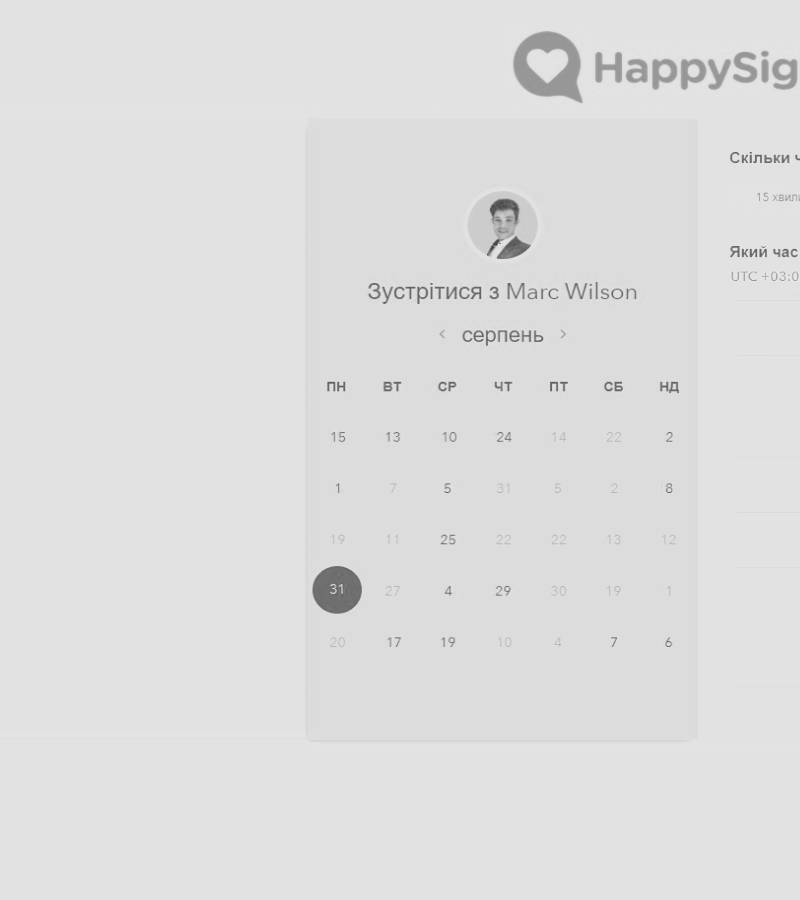 HappySig
Зустрітися з Marc Wilson
серпень
ПН ВТ СР ЧТ ПТ СБ НД
15 13 10 24 14 22 2
1 7 5 31 5 2 8
19 11 25 22 22 13 12
31 27 4 29 30 19 1
20 17 19 10 4 7 6
Скільки ч
15 хвили
Який час
UTC +03:0